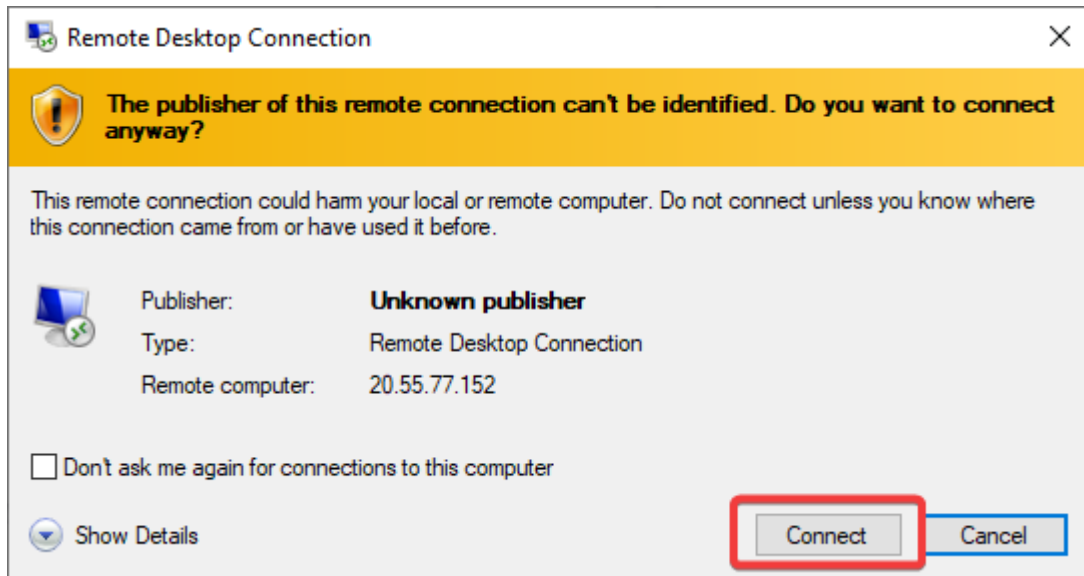 Remote Desktop Connection
The publisher of this remote connection can't be identified. Do you want to connect
anyway?
This remote connection could harm your local or remote computer. Do not connect unless you know where
this connection came from or have used it before.
Publisher: Unknown publisher
Type: Remote Desktop Connection
Remote computer: 20.55.77.152
Don't ask me again for connections to this computer
Show Details Connect Cancel